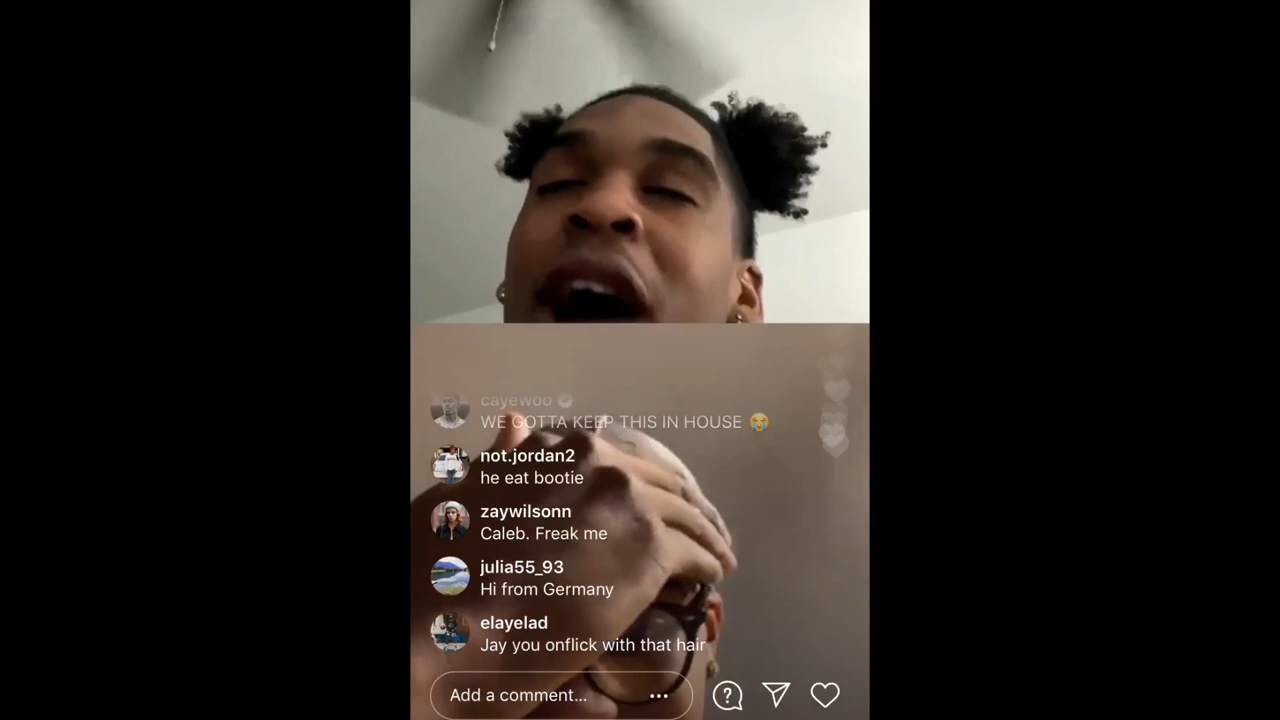 cayewoo
WE GOTTA KEEP THIS IN HOUSE 😭
not.jordan2
he eat bootie
zaywilsonn
Caleb. Freak me
julia55_93
Hi from Germany
elayelad
Jay you onflick with that hair
Add a comment...